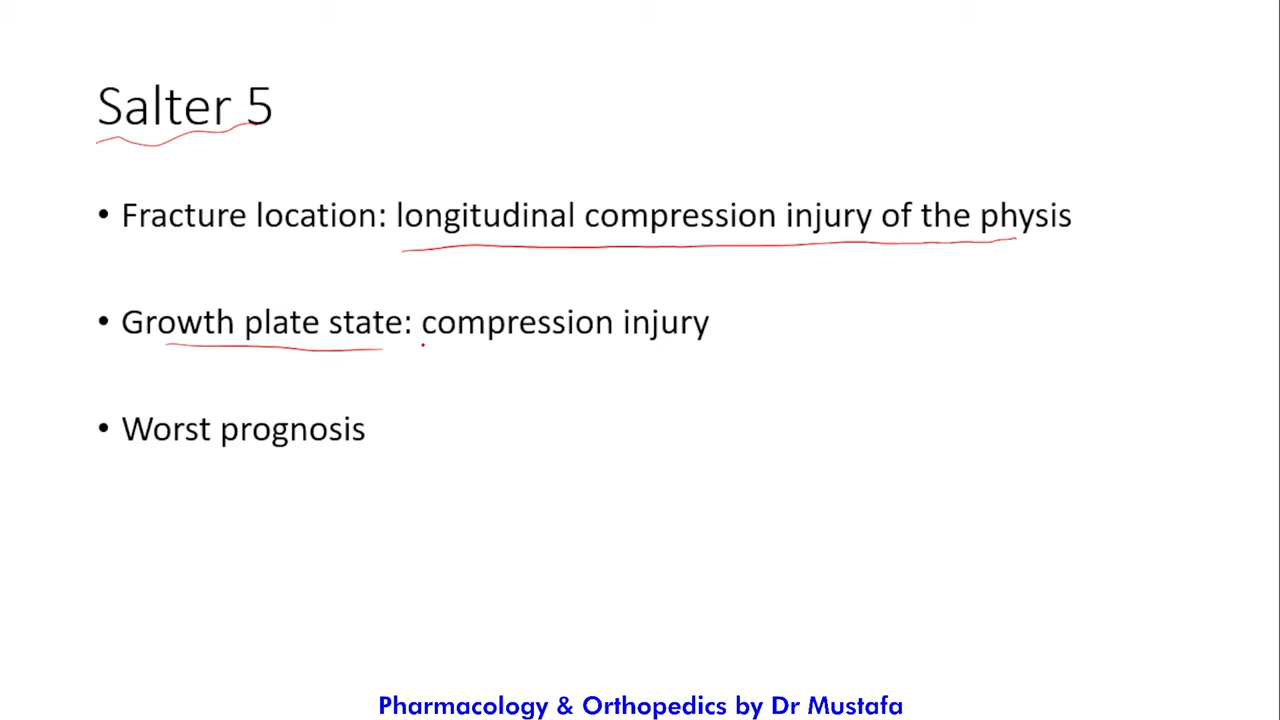 Salter 5
• Fracture location: longitudinal compression injury of the physis
• Growth plate state: compression injury
• Worst prognosis
Pharmacology & Orthopedics by Dr Mustafa